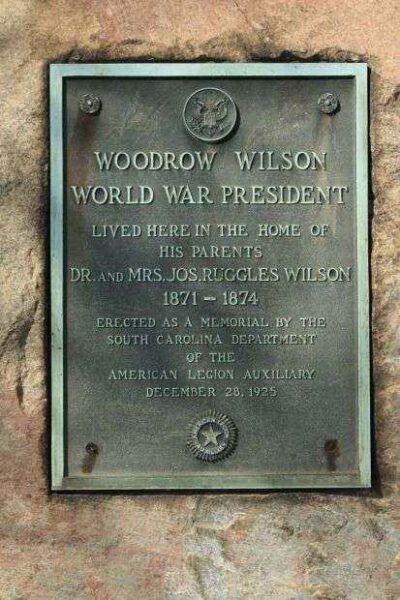 WOODROW WILSON
WORLD WAR PRESIDENT
LIVED HERE IN THE HOME OF
HIS PARENTS
DR. AND MRS. JOS. RUGGLES WILSON
1871 – 1874
ERECTED AS A MEMORIAL BY THE
SOUTH CAROLINA DEPARTMENT
OF THE
AMERICAN LEGION AUXILIARY
DECEMBER 28, 1925